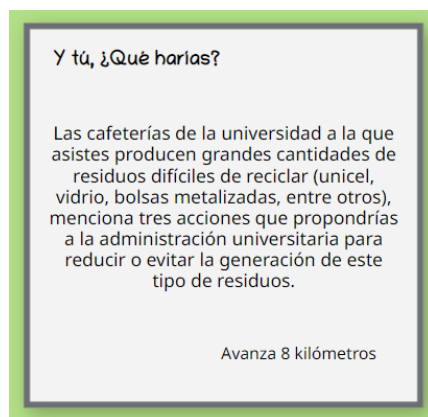 Y tú, ¿Qué harías?
Las cafeterías de la universidad a la que
asistes producen grandes cantidades de
residuos difíciles de reciclar (unicel,
vidrio, bolsas metalizadas, entre otros),
menciona tres acciones que propondrías
a la administración universitaria para
reducir o evitar la generación de este
tipo de residuos.
Avanza 8 kilómetros